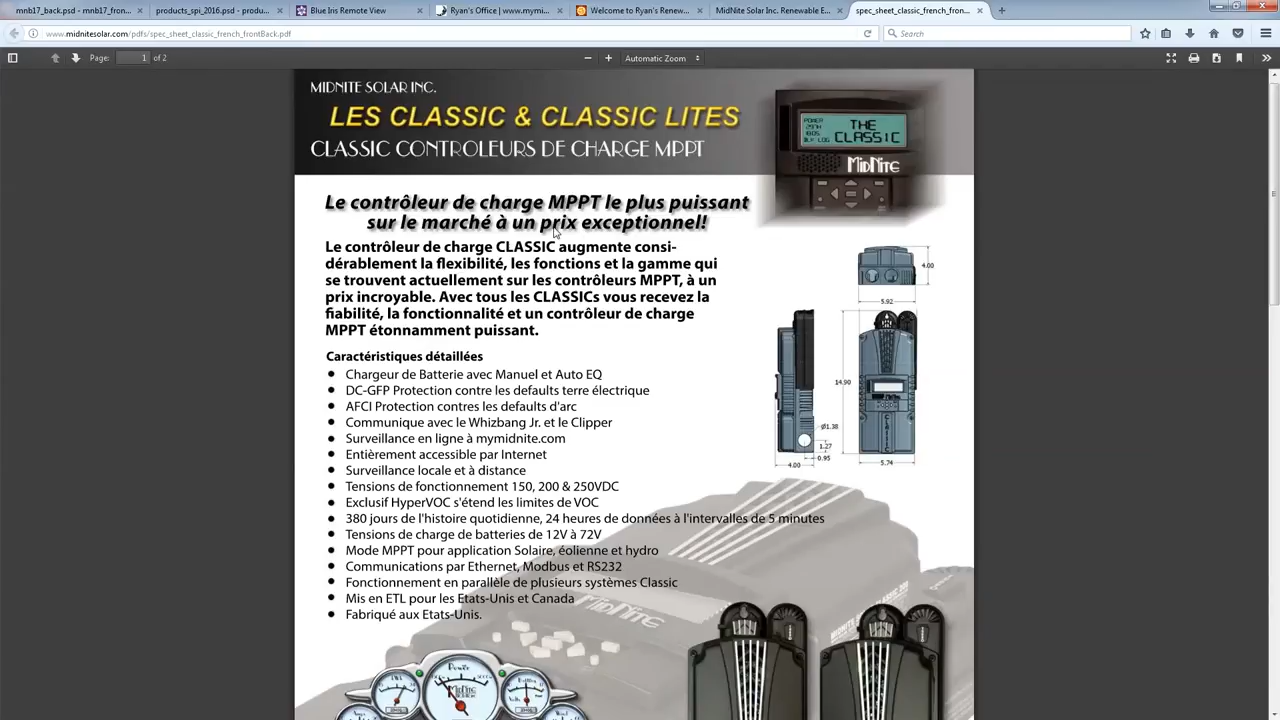 mnb17_back.psd - mnb17_fron...
products_spi_2016.psd - produ...
Blue Iris Remote View
Ryan's Office | www.mymi...
Welcome to Ryan's Renew...
MidNite Solar Inc. Renewable E...
spec_sheet_classic_french_fron...
www.midnitesolar.com/pdfs/spec_sheet_classic_french_frontBack.pdf
Search
Page: 1 of 2
Automatic Zoom
MIDNITE SOLAR INC.
LES CLASSIC & CLASSIC LITES
CLASSIC CONTROLEURS DE CHARGE MPPT
THE
CLASSIC
MIDNITE
Le contrôleur de charge MPPT le plus puissant
sur le marché à un prix exceptionnel!
Le contrôleur de charge CLASSIC augmente consi-
dérablement la flexibilité, les fonctions et la gamme qui
se trouvent actuellement sur les contrôleurs MPPT, à un
prix incroyable. Avec tous les CLASSICs vous recevez la
fiabilité, la fonctionnalité et un contrôleur de charge
MPPT étonnamment puissant.
4.00
5.92
14.90
Ø1.38
1.27
0.95
4.00
5.74
Caractéristiques détaillées
Chargeur de Batterie avec Manuel et Auto EQ
DC-GFP Protection contre les defaults terre électrique
AFCI Protection contres les defaults d'arc
Communique avec le Whizbang Jr. et le Clipper
Surveillance en ligne à mymidnite.com
Entièrement accessible par Internet
Surveillance locale et à distance
Tensions de fonctionnement 150, 200 & 250VDC
Exclusif HyperVOC s'étend les limites de VOC
380 jours de l'histoire quotidienne, 24 heures de données à l'intervalles de 5 minutes
Tensions de charge de batteries de 12V à 72V
Mode MPPT pour application Solaire, éolienne et hydro
Communications par Ethernet, Modbus et RS232
Fonctionnement en parallèle de plusieurs systèmes Classic
Mis en ETL pour les Etats-Unis et Canada
Fabriqué aux Etats-Unis.
MIDNITE
Power
MIDNITE